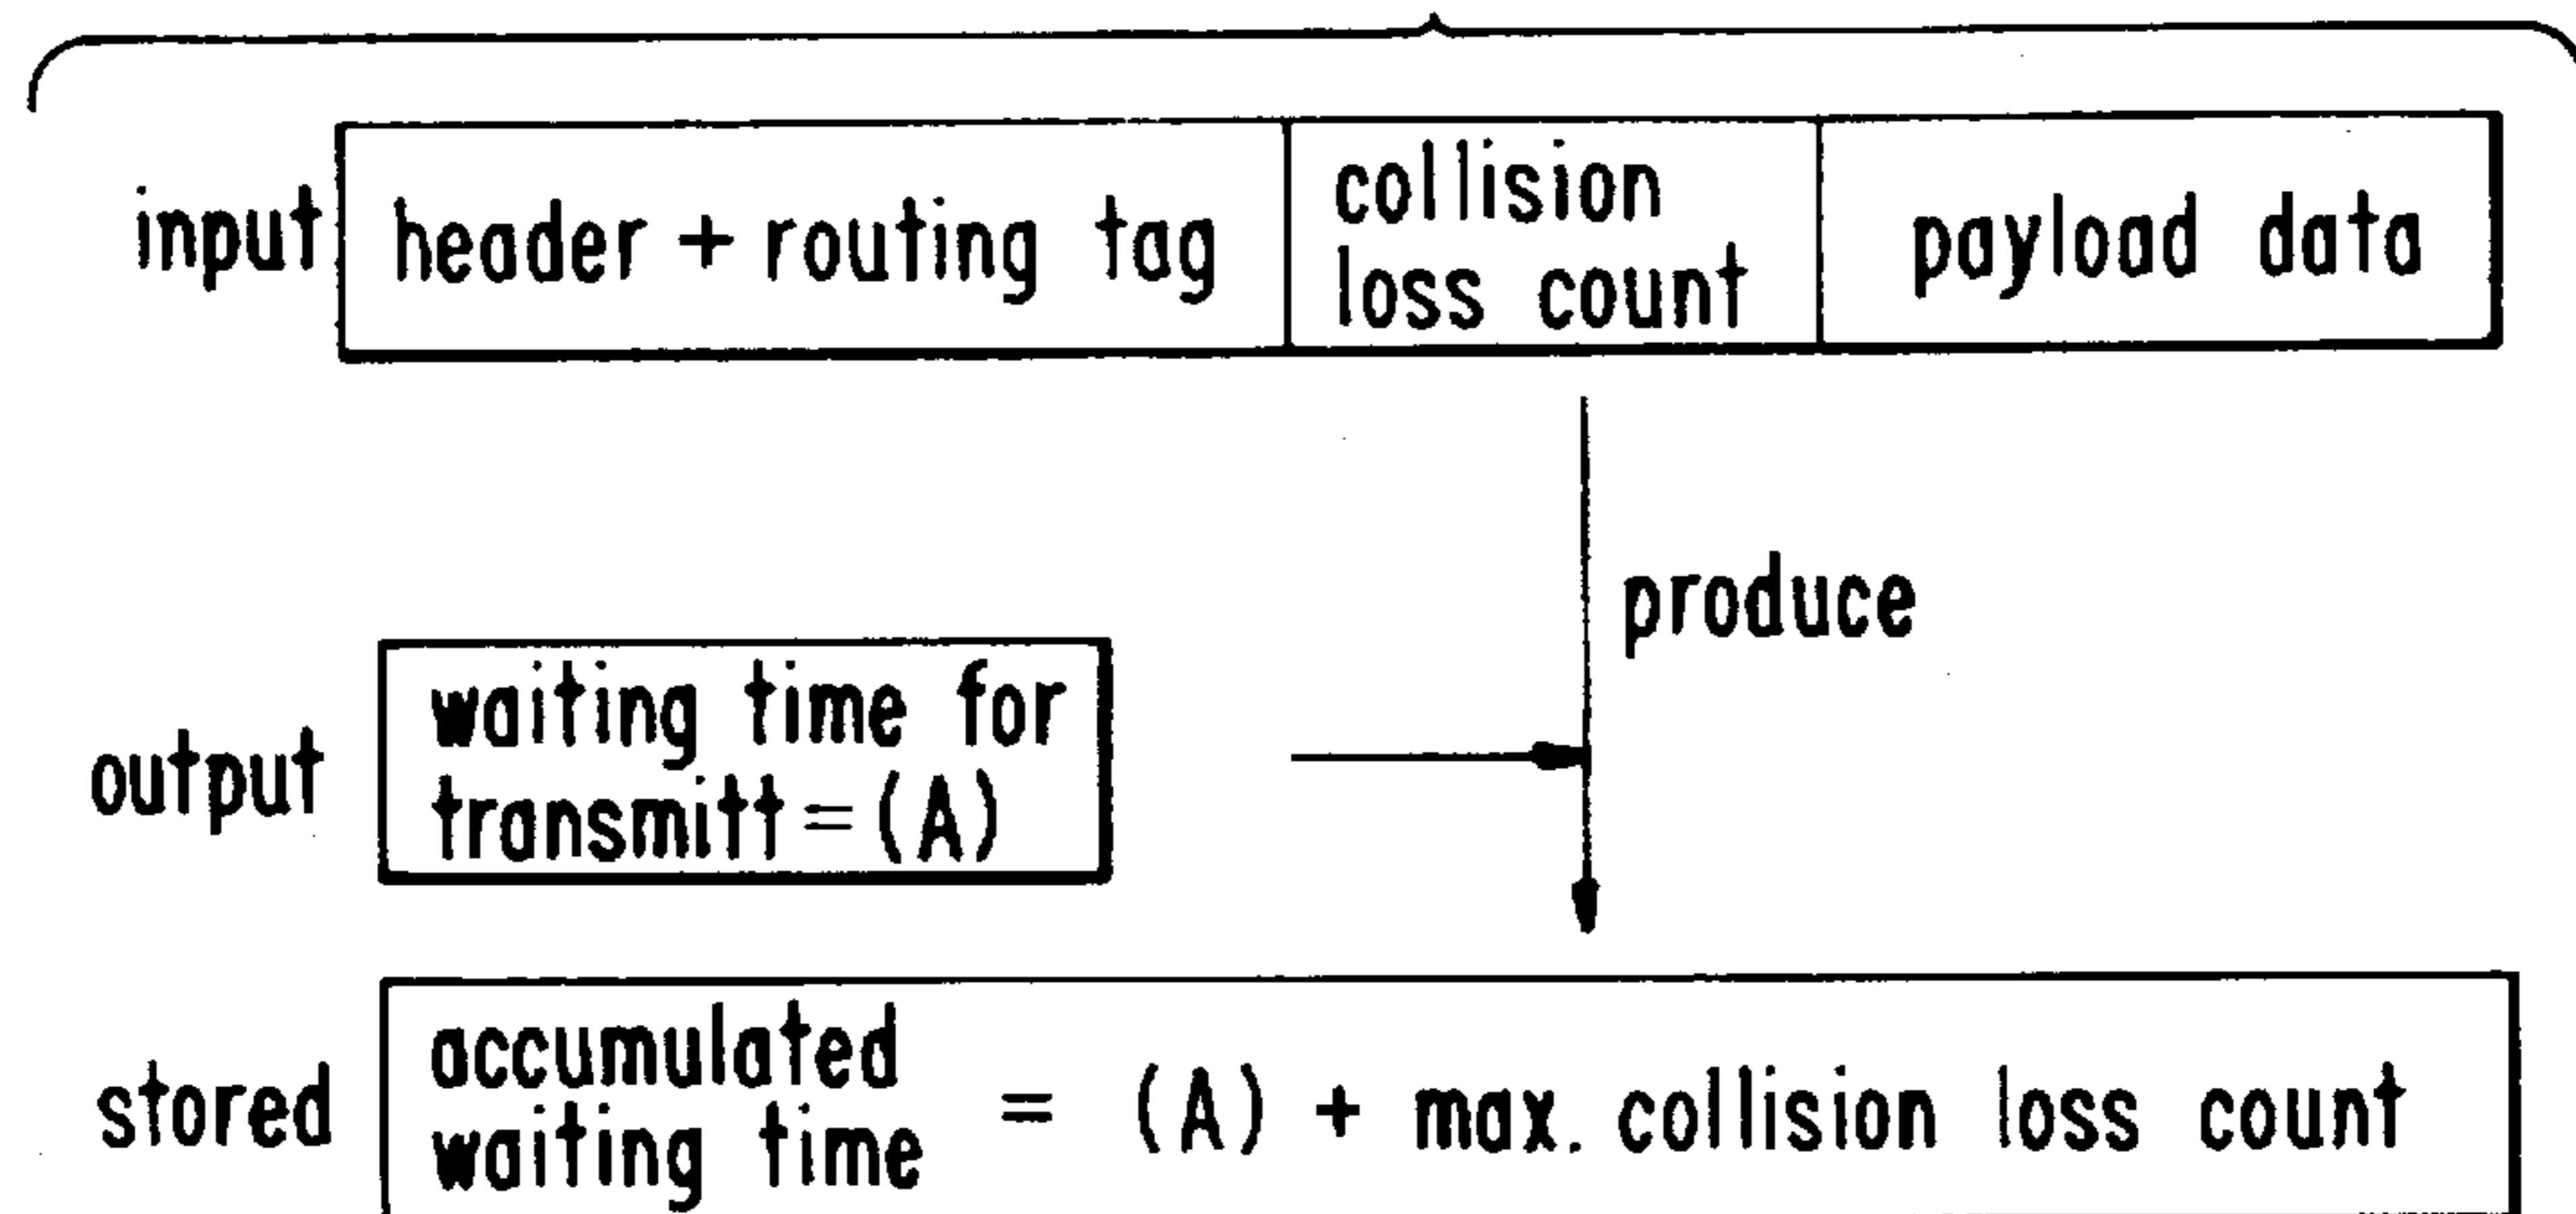 input
header + routing tag
collision
loss count
payload data
produce
output
waiting time for
transmitt = (A)
stored
accumulated
waiting time
= (A) + max. collision loss count